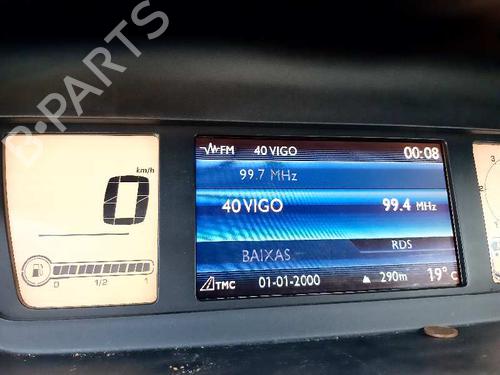 FM 40 VIGO 00:08
99.7 MHz
40 VIGO 99.4 MHz
RDS
BAIXAS
TMC 01-01-2000 290m 19°C
km/h
0
0 1/2 1
B-PARTS